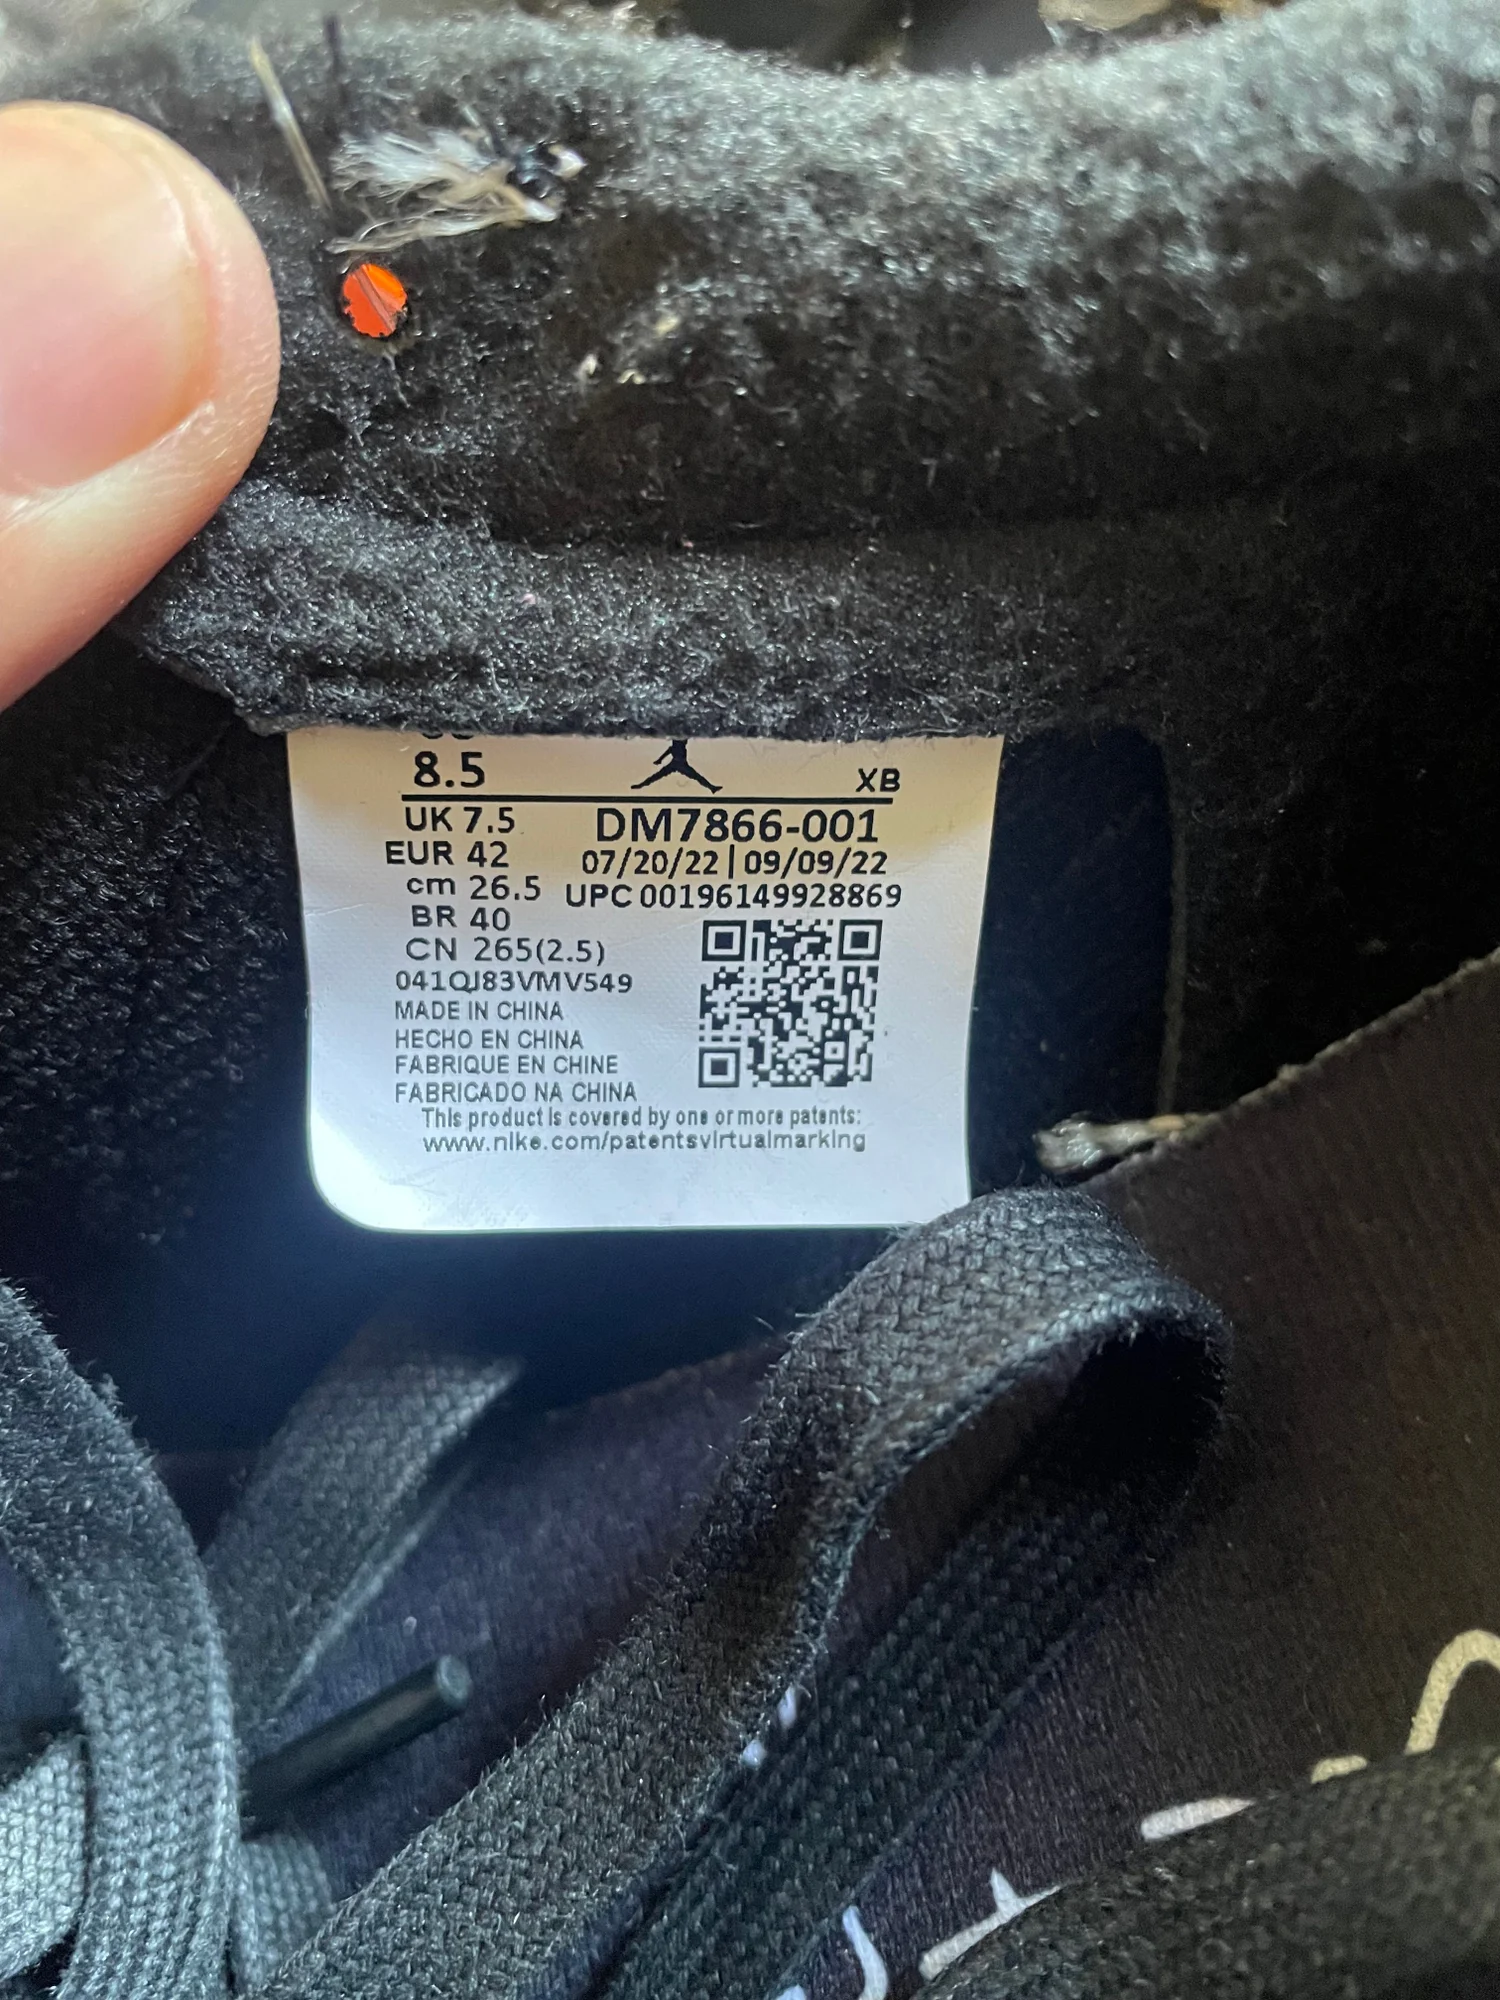 8.5
XB
UK 7.5
DM7866-001
EUR 42
07/20/22 | 09/09/22
cm 26.5
UPC 00196149928869
BR 40
CN 265(2.5)
041QJ83VMV549
MADE IN CHINA
HECHO EN CHINA
FABRIQUE EN CHINE
FABRICADO NA CHINA
This product is covered by one or more patents:
www.nike.com/patentsvirtualmarking